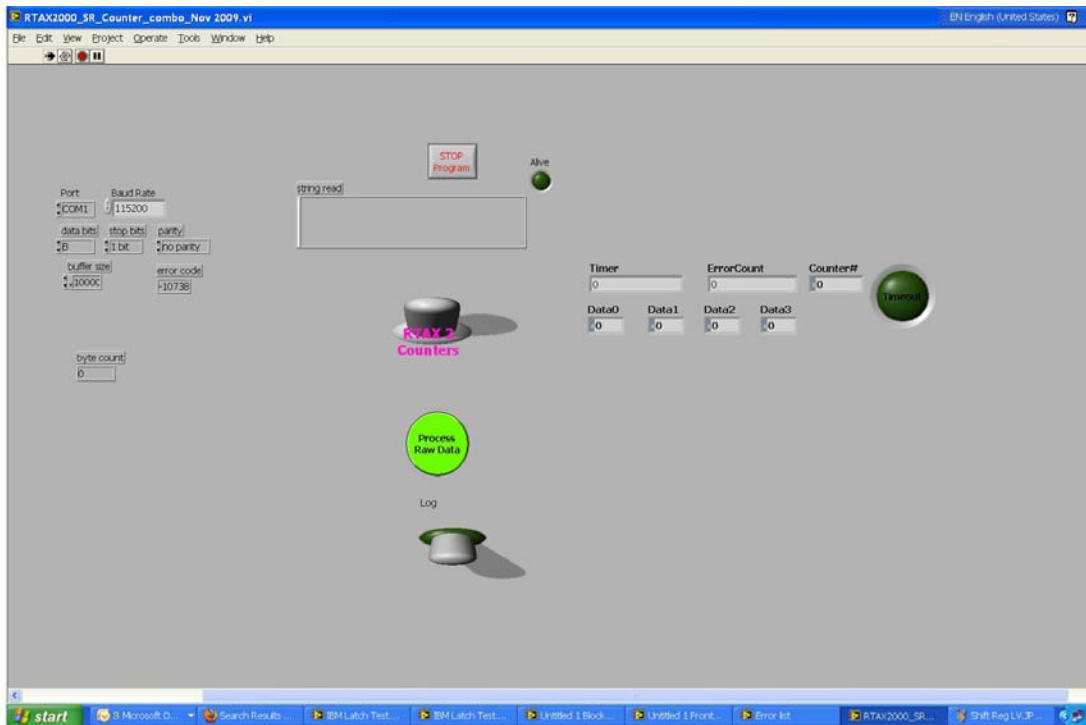 RTAX2000_SR_Counter_combo_Nov 2009.vi
EN English (United States)
File Edit View Project Operate Tools Window Help
STOP
Program
Alive
Port Baud Rate
COM1 115200
string read
data bits stop bits parity
8 1 bit no parity
buffer size error code
10000 -10738
Timer ErrorCount Counter#
0 0 0
Timeout
Data0 Data1 Data2 Data3
0 0 0 0
RTAX 2
Counters
byte count
0
Process
Raw Data
Log
start 3 Microsoft O... Search Results ... IBM Latch Test... IBM Latch Test... Untitled 1 Block... Untitled 1 Front... Error list RTAX2000_SR... Shift Reg LV.JP...